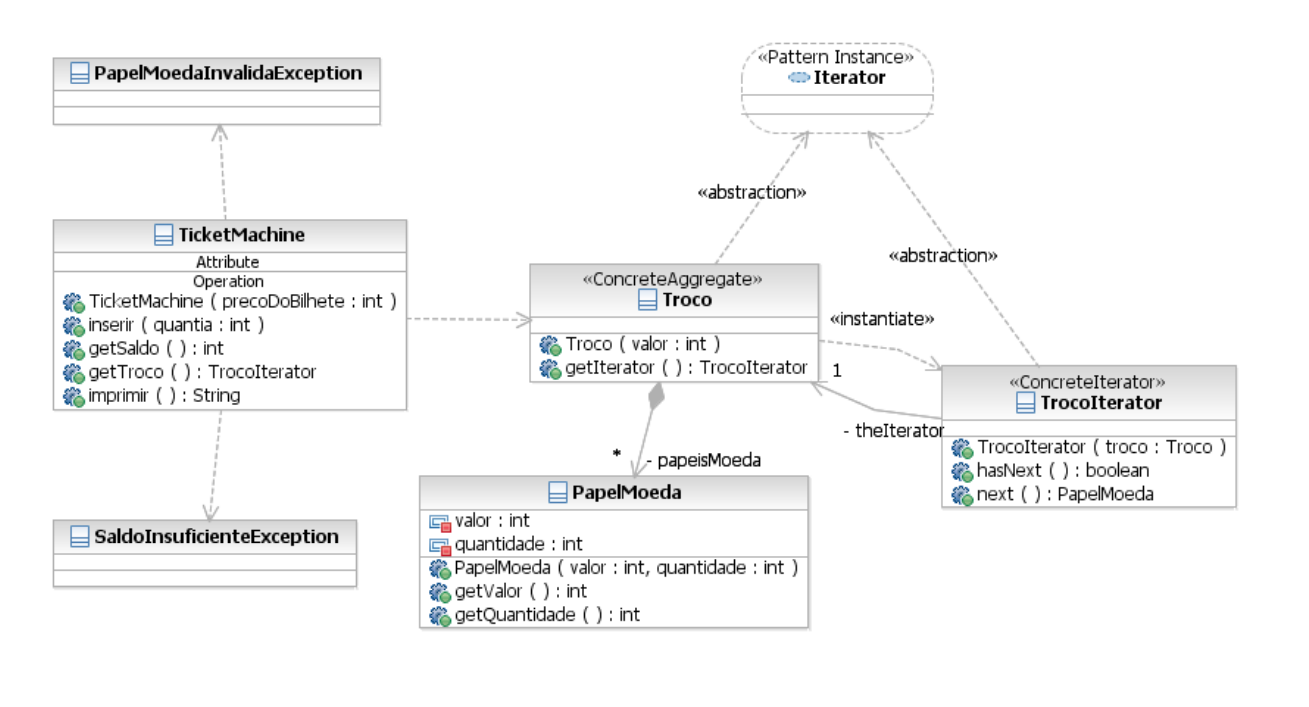 PapelMoedaInvalidaException
«Pattern Instance»
Iterator
«abstraction»
«abstraction»
TicketMachine
Attribute
Operation
TicketMachine ( precoDoBilhete : int )
inserir ( quantia : int )
getSaldo ( ) : int
getTroco ( ) : TrocoIterator
imprimir ( ) : String
«ConcreteAggregate»
Troco
Troco ( valor : int )
getIterator ( ) : TrocoIterator
«instantiate»
1
- theIterator
«ConcreteIterator»
TrocoIterator
TrocoIterator ( troco : Troco )
hasNext ( ) : boolean
next ( ) : PapelMoeda
*
- papeisMoeda
PapelMoeda
valor : int
quantidade : int
PapelMoeda ( valor : int, quantidade : int )
getValor ( ) : int
getQuantidade ( ) : int
SaldoInsuficienteException